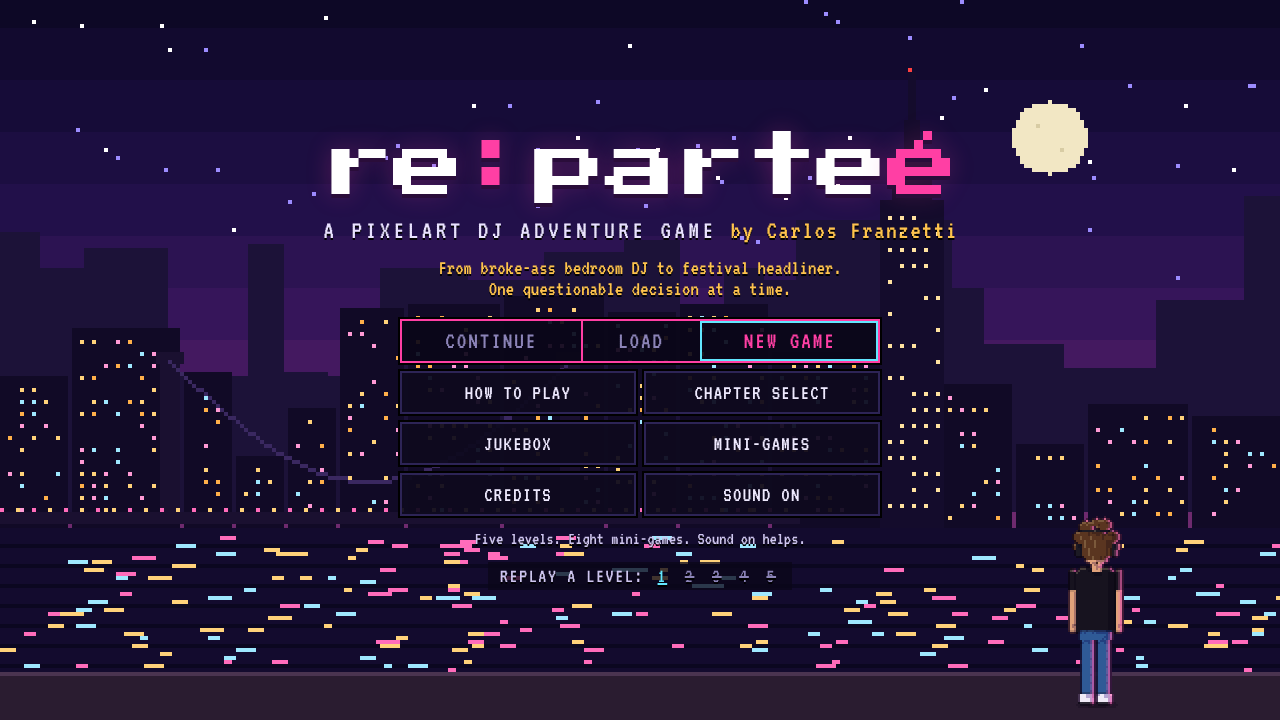 re:parteé
A PIXELART DJ ADVENTURE GAME by Carlos Franzetti
From broke-ass bedroom DJ to festival headliner.
One questionable decision at a time.
CONTINUE LOAD NEW GAME
HOW TO PLAY CHAPTER SELECT
JUKEBOX MINI-GAMES
CREDITS SOUND ON
Five levels. Eight mini-games. Sound on helps.
REPLAY A LEVEL: 1 2 3 4 5